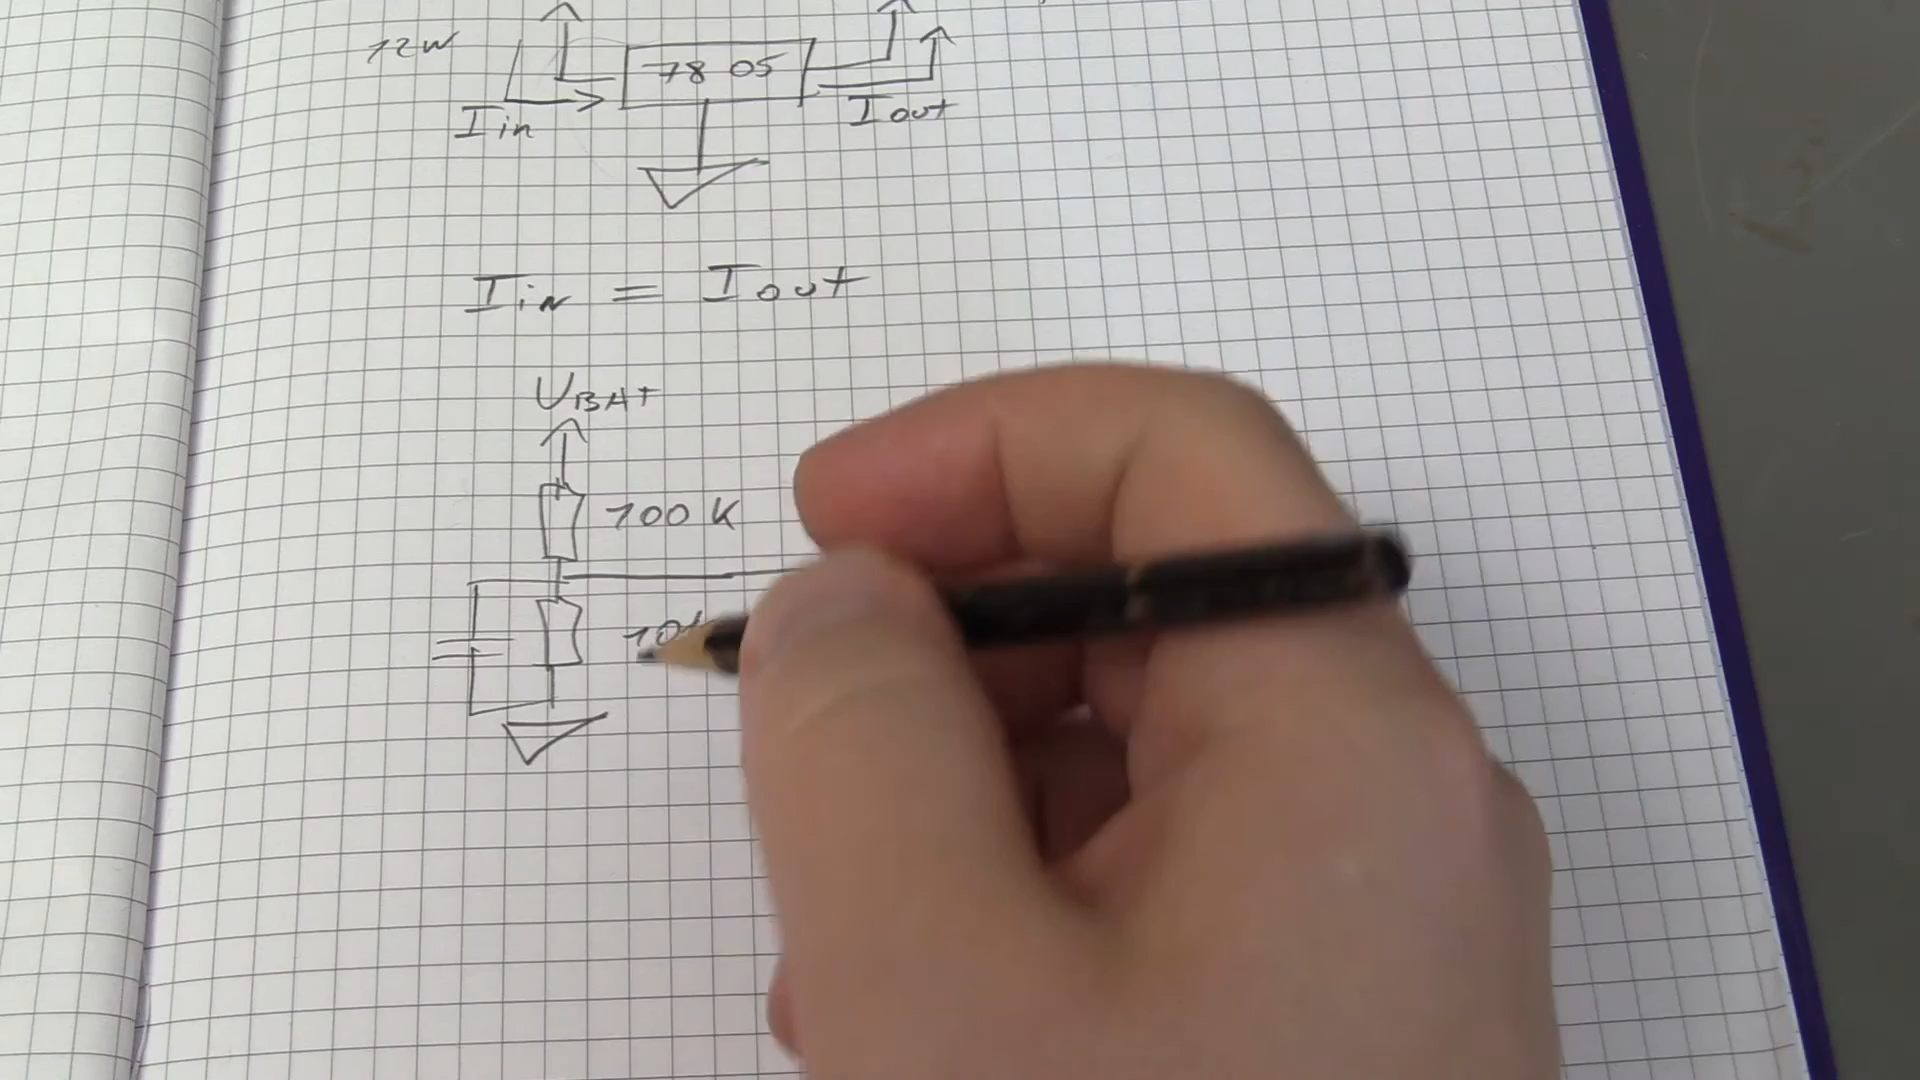 12W
78 05
Iin
Iout
Iin = Iout
UBAT
100 K